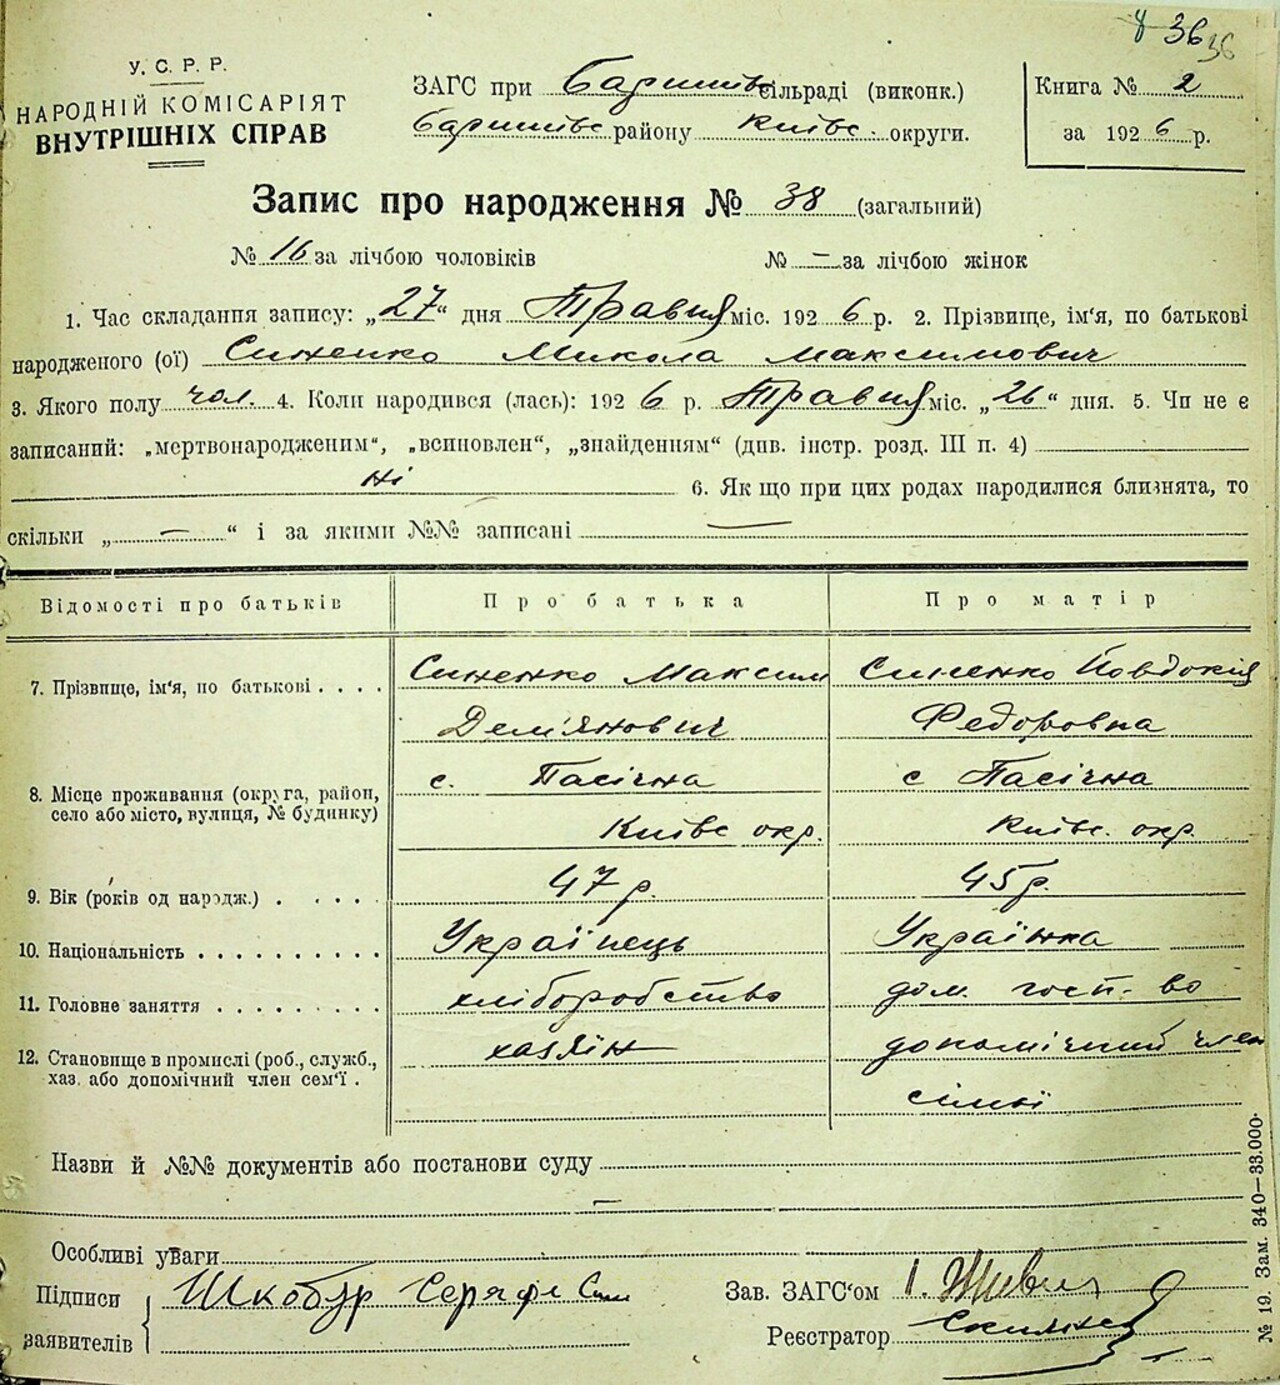 8 36 36
У. С. Р. Р.
НАРОДНІЙ КОМІСАРІЯТ
ВНУТРІШНІХ СПРАВ
ЗАГС при Баришівс сільраді (виконк.)
Баришівс району Київс. округи.
Книга № 2
за 1926 р.
Запис про народження № 38 (загальний)
№ 16 за лічбою чоловіків № — за лічбою жінок
1. Час складання запису: „27“ дня Травня міс. 1926 р. 2. Прізвище, ім'я, по батькові
народженого (ої) Синенко Микола Максимович
3. Якого полу чол. 4. Коли народився (лась): 1926 р. Травня міс. „26“ дня. 5. Чи не є
записаний: „мертвонародженим“, „всиновлен“, „знайденням“ (див. інстр. розд. III п. 4)
ні 6. Як що при цих родах народилися близнята, то
скільки „ — “ і за якими №№ записані —
Відомості про батьків Про батька Про матір
7. Прізвище, ім'я, по батькові . . . . Синенко Максим Синенко Йовдокія
Дем'янович Федоровна
8. Місце проживання (округа, район, с. Пасічна с Пасічна
село або місто, вулиця, № будинку) Київс окр. Київс. окр.
9. Вік (років од народж.) . . . . 47 р. 45 р.
10. Національність . . . . . . . . . . Українець Українка
11. Головне заняття . . . . . . . . . хліборобство дом. госп-во
12. Становище в промислі (роб., служб., хазяїн допомічний член
хаз. або допомічний член сем'ї . сімьї
Назви й №№ документів або постанови суду
—
Особливі уваги
Підписи Шкобур Зав. ЗАГС'ом І.
заявителів Реєстратор
№ 19. Зам. 340—33.000.